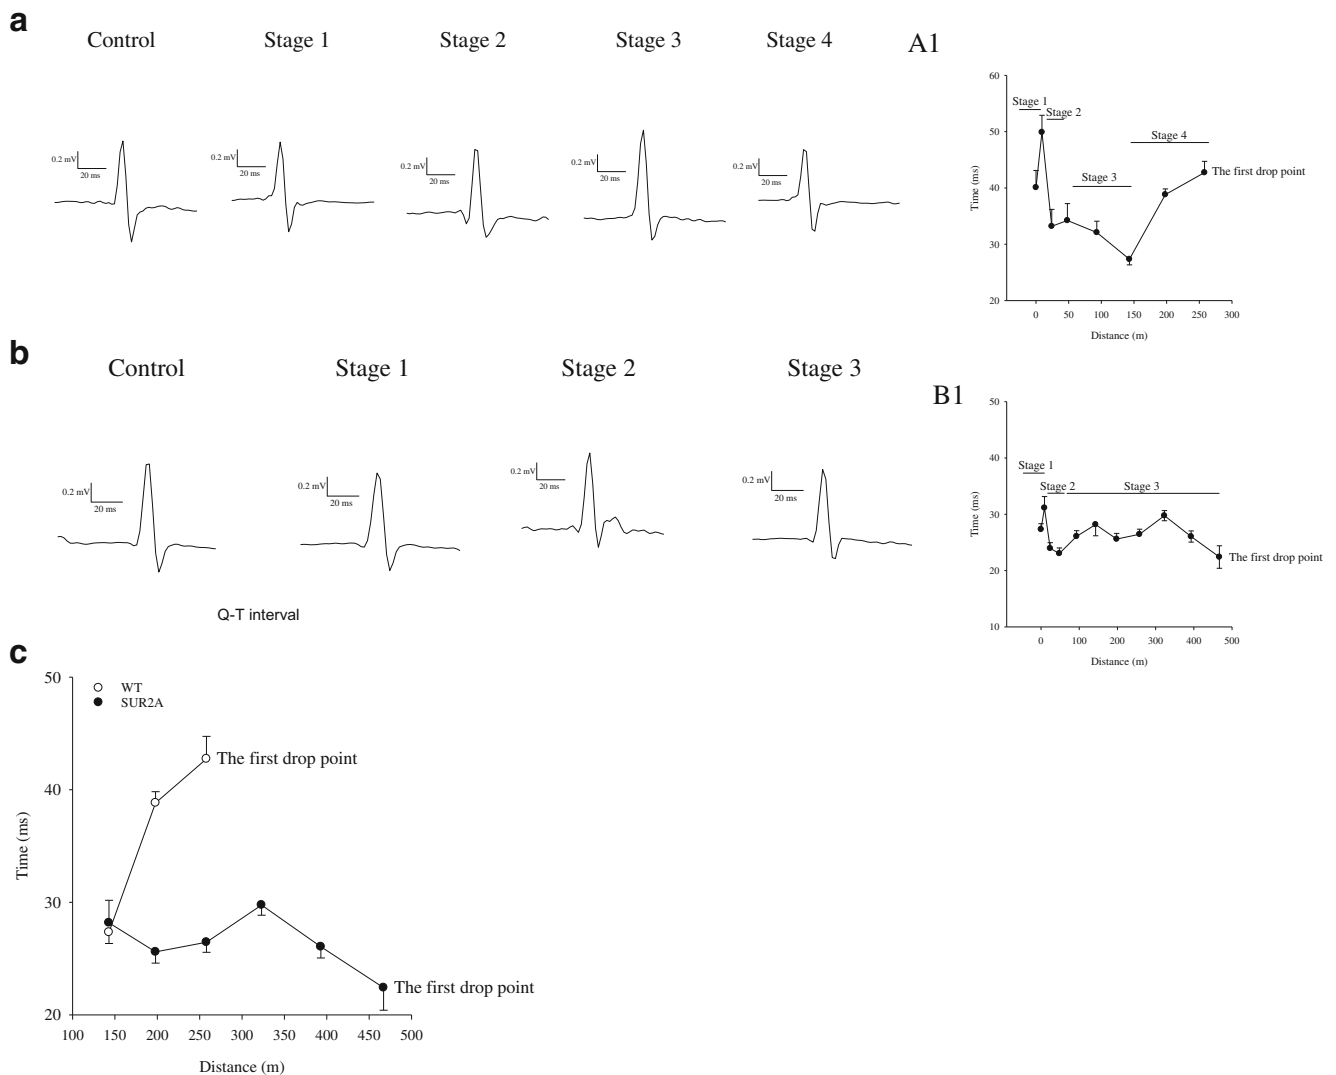 a
Control
Stage 1
Stage 2
Stage 3
Stage 4
A1
0.2 mV
20 ms
0.2 mV
20 ms
0.2 mV
20 ms
0.2 mV
20 ms
0.2 mV
20 ms
60
50
40
30
20
Time (ms)
Stage 1
Stage 2
Stage 3
Stage 4
The first drop point
0 50 100 150 200 250 300
Distance (m)
b
Control
Stage 1
Stage 2
Stage 3
B1
0.2 mV
20 ms
0.2 mV
20 ms
0.2 mV
20 ms
0.2 mV
20 ms
50
40
30
20
10
Time (ms)
Stage 1
Stage 2
Stage 3
The first drop point
0 100 200 300 400 500
Distance (m)
Q-T interval
c
WT
SUR2A
50
40
30
20
Time (ms)
The first drop point
The first drop point
100 150 200 250 300 350 400 450 500
Distance (m)